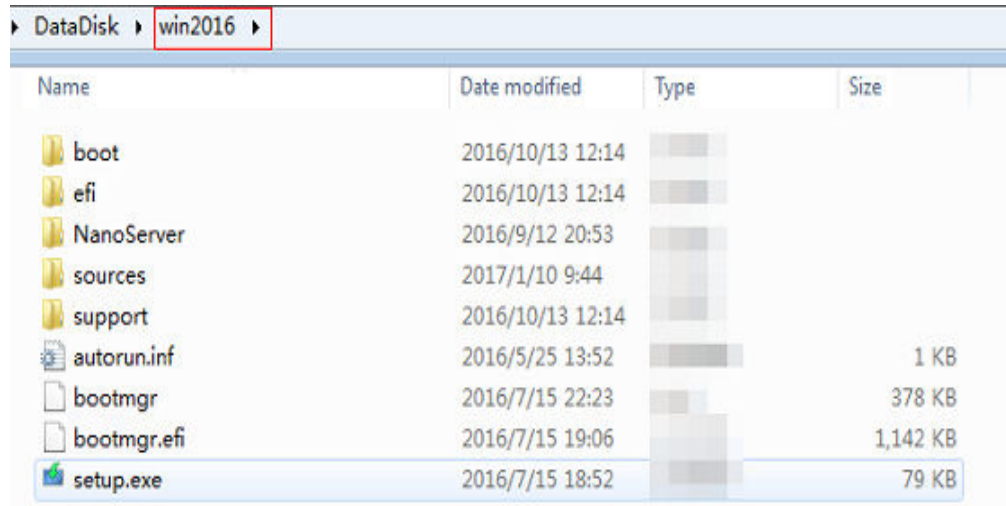 DataDisk win2016
Name Date modified Type Size
boot 2016/10/13 12:14
efi 2016/10/13 12:14
NanoServer 2016/9/12 20:53
sources 2017/1/10 9:44
support 2016/10/13 12:14
autorun.inf 2016/5/25 13:52 1 KB
bootmgr 2016/7/15 22:23 378 KB
bootmgr.efi 2016/7/15 19:06 1,142 KB
setup.exe 2016/7/15 18:52 79 KB